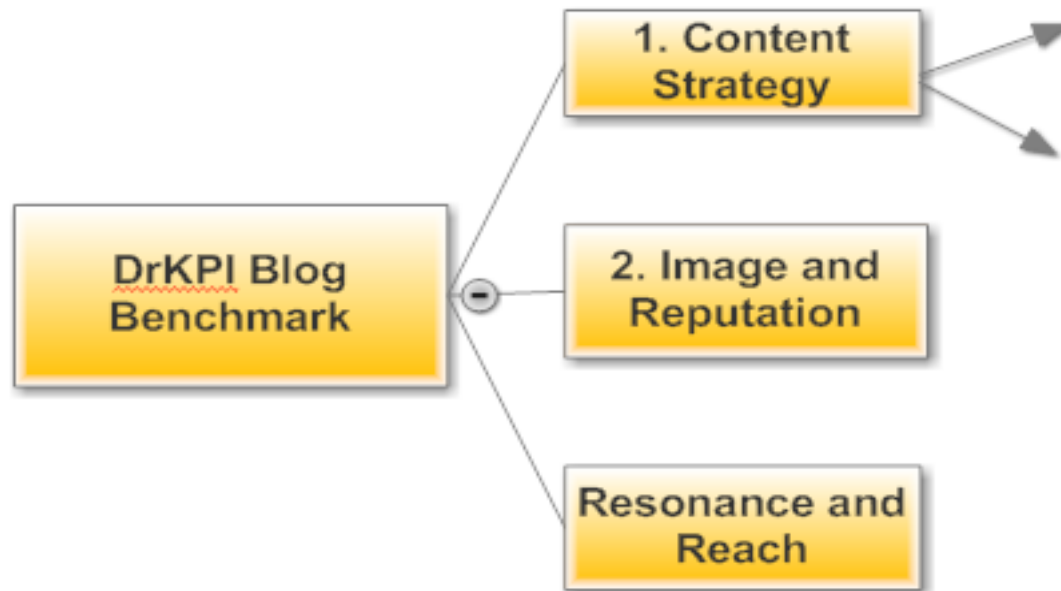 1. Content
Strategy
DrKPI Blog
Benchmark
2. Image and
Reputation
Resonance and
Reach